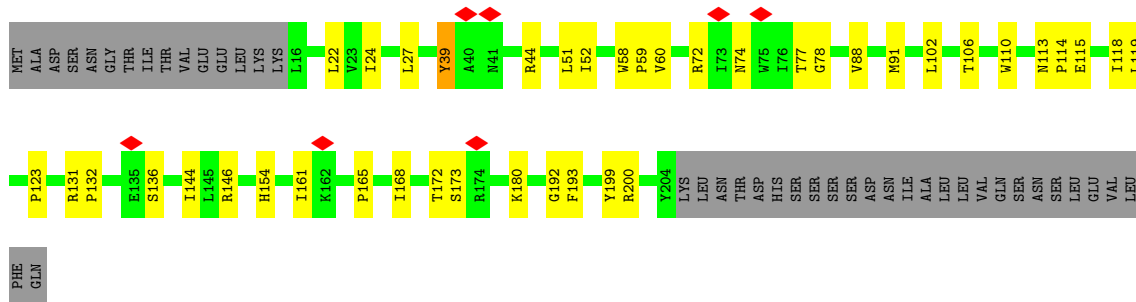 MET ALA ASP SER ASN GLY THR ILE THR VAL GLU GLU LEU LYS LYS L16 L22 V23 I24 L27 Y39 A40 N41 R44 L51 I52 W58 P59 V60 R72 I73 N74 W75 I76 T77 G78 V88 M91 L102 T106 W110 N113 P114 E115 I118 L119
P123 R131 P132 E135 S136 I144 L145 R146 H154 I161 K162 P165 I168 T172 S173 R174 K180 G192 F193 Y199 R200 Y204 LYS LEU ASN THR ASP HIS SER SER SER SER ASP ASN ILE ALA LEU LEU VAL GLN SER ASN SER LEU GLU VAL LEU
PHE GLN